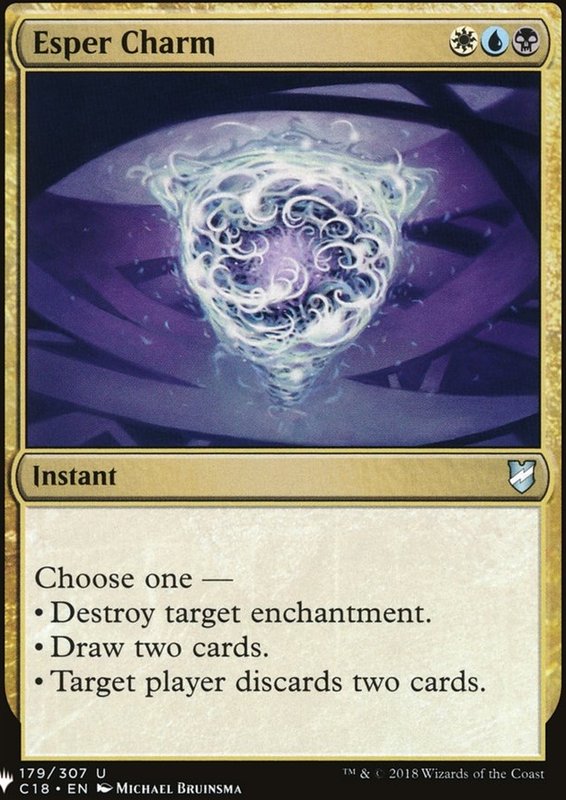 Esper Charm
Instant
Choose one —
• Destroy target enchantment.
• Draw two cards.
• Target player discards two cards.
179/307 U
C18 • EN Michael Bruinsma
™ & © 2018 Wizards of the Coast